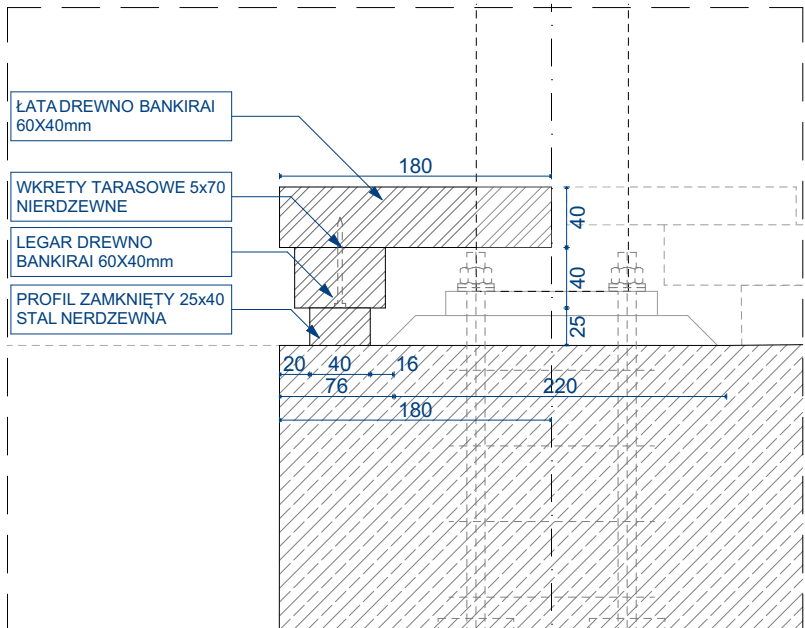 ŁATA DREWNO BANKIRAI
60X40mm
180
WKRETY TARASOWE 5x70
NIERDZEWNE
40
LEGAR DREWNO
BANKIRAI 60X40mm
40
PROFIL ZAMKNIĘTY 25x40
STAL NERDZEWNA
25
20 40 16
76 220
180